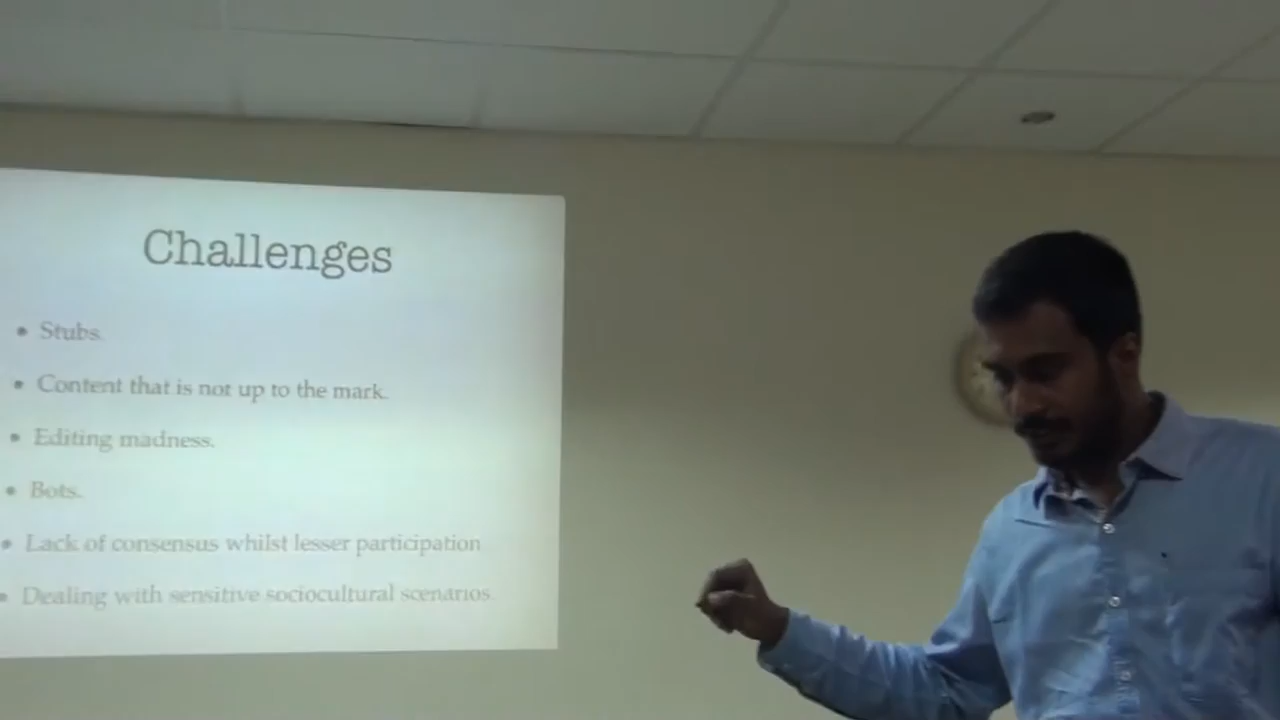 Challenges
• Stubs.
• Content that is not up to the mark.
• Editing madness.
• Bots.
• Lack of consensus whilst lesser participation
• Dealing with sensitive sociocultural scenarios.